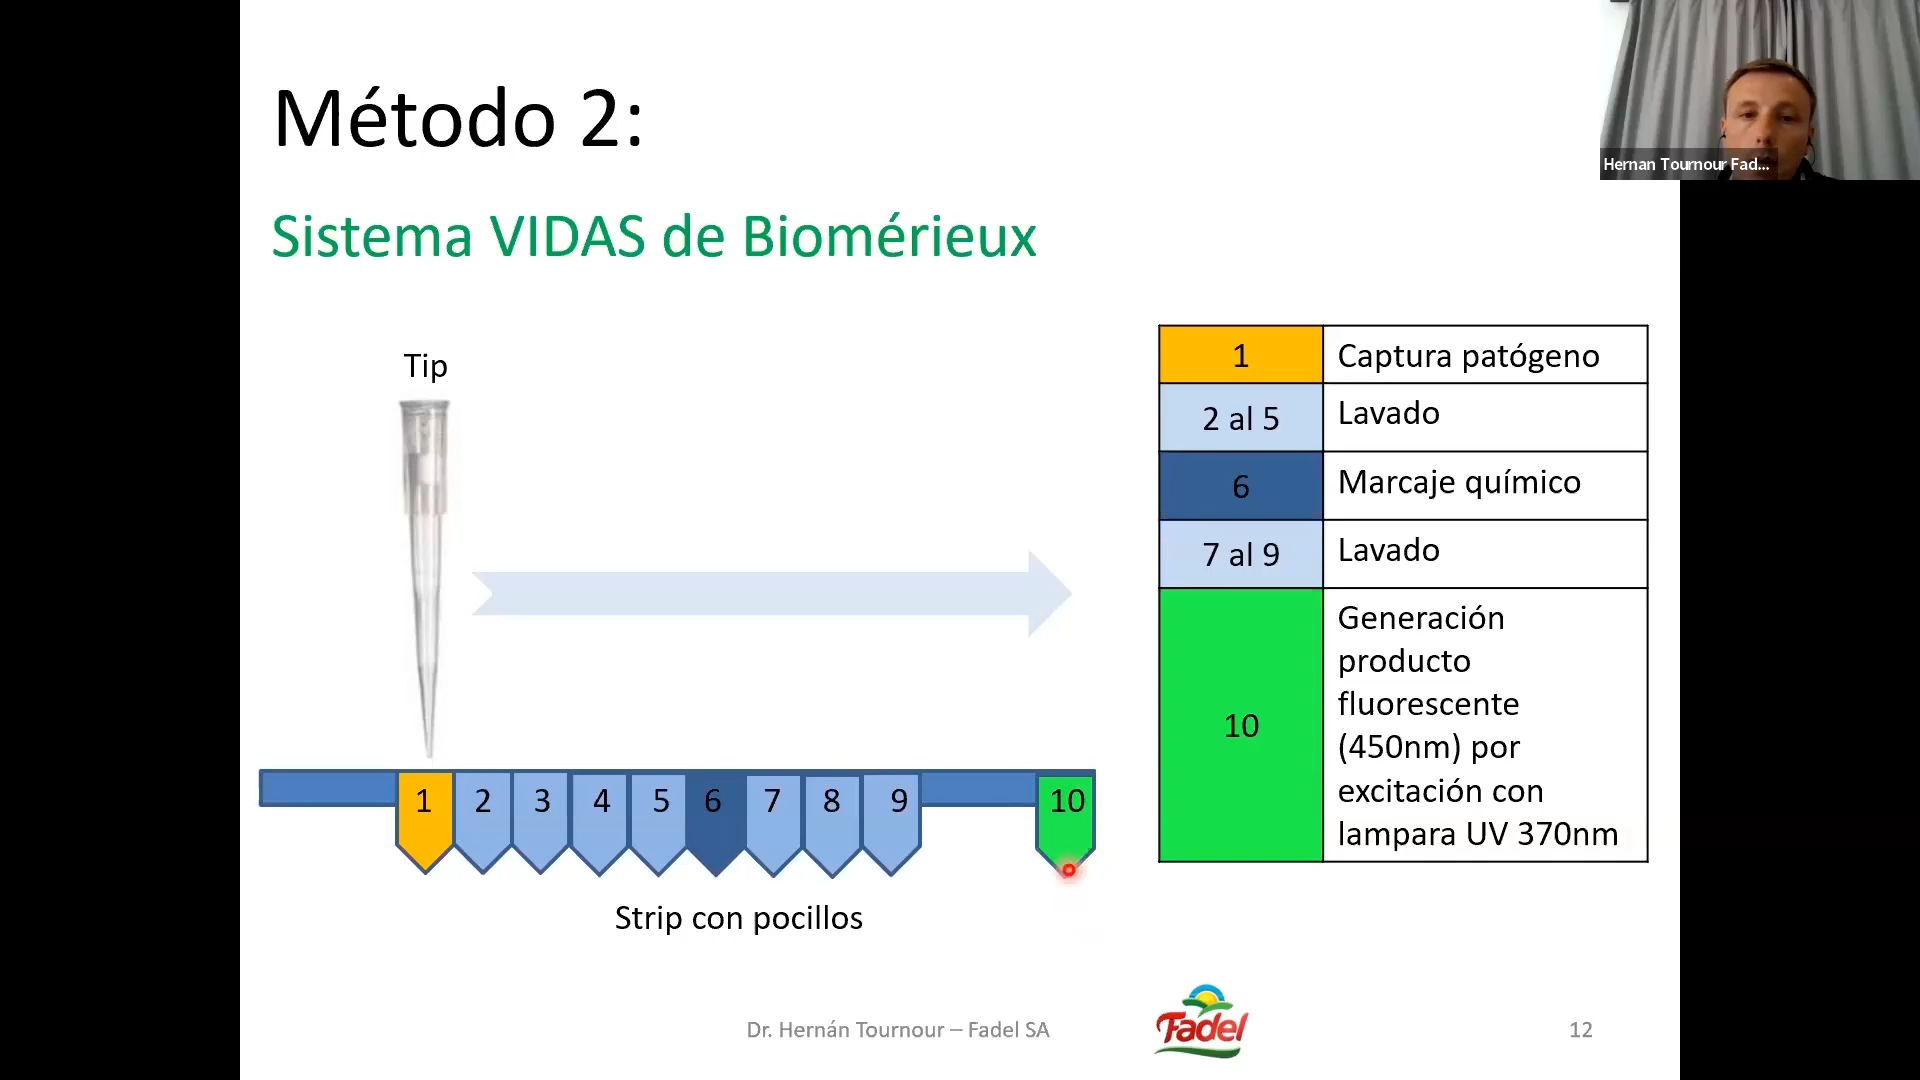 Método 2:
Sistema VIDAS de Biomérieux
Hernan Tournour Fad...
Tip
1 2 3 4 5 6 7 8 9 10
Strip con pocillos
1 Captura patógeno
2 al 5 Lavado
6 Marcaje químico
7 al 9 Lavado
10
Generación
producto
fluorescente
(450nm) por
excitación con
lampara UV 370nm
Dr. Hernán Tournour – Fadel SA
Fadel
12